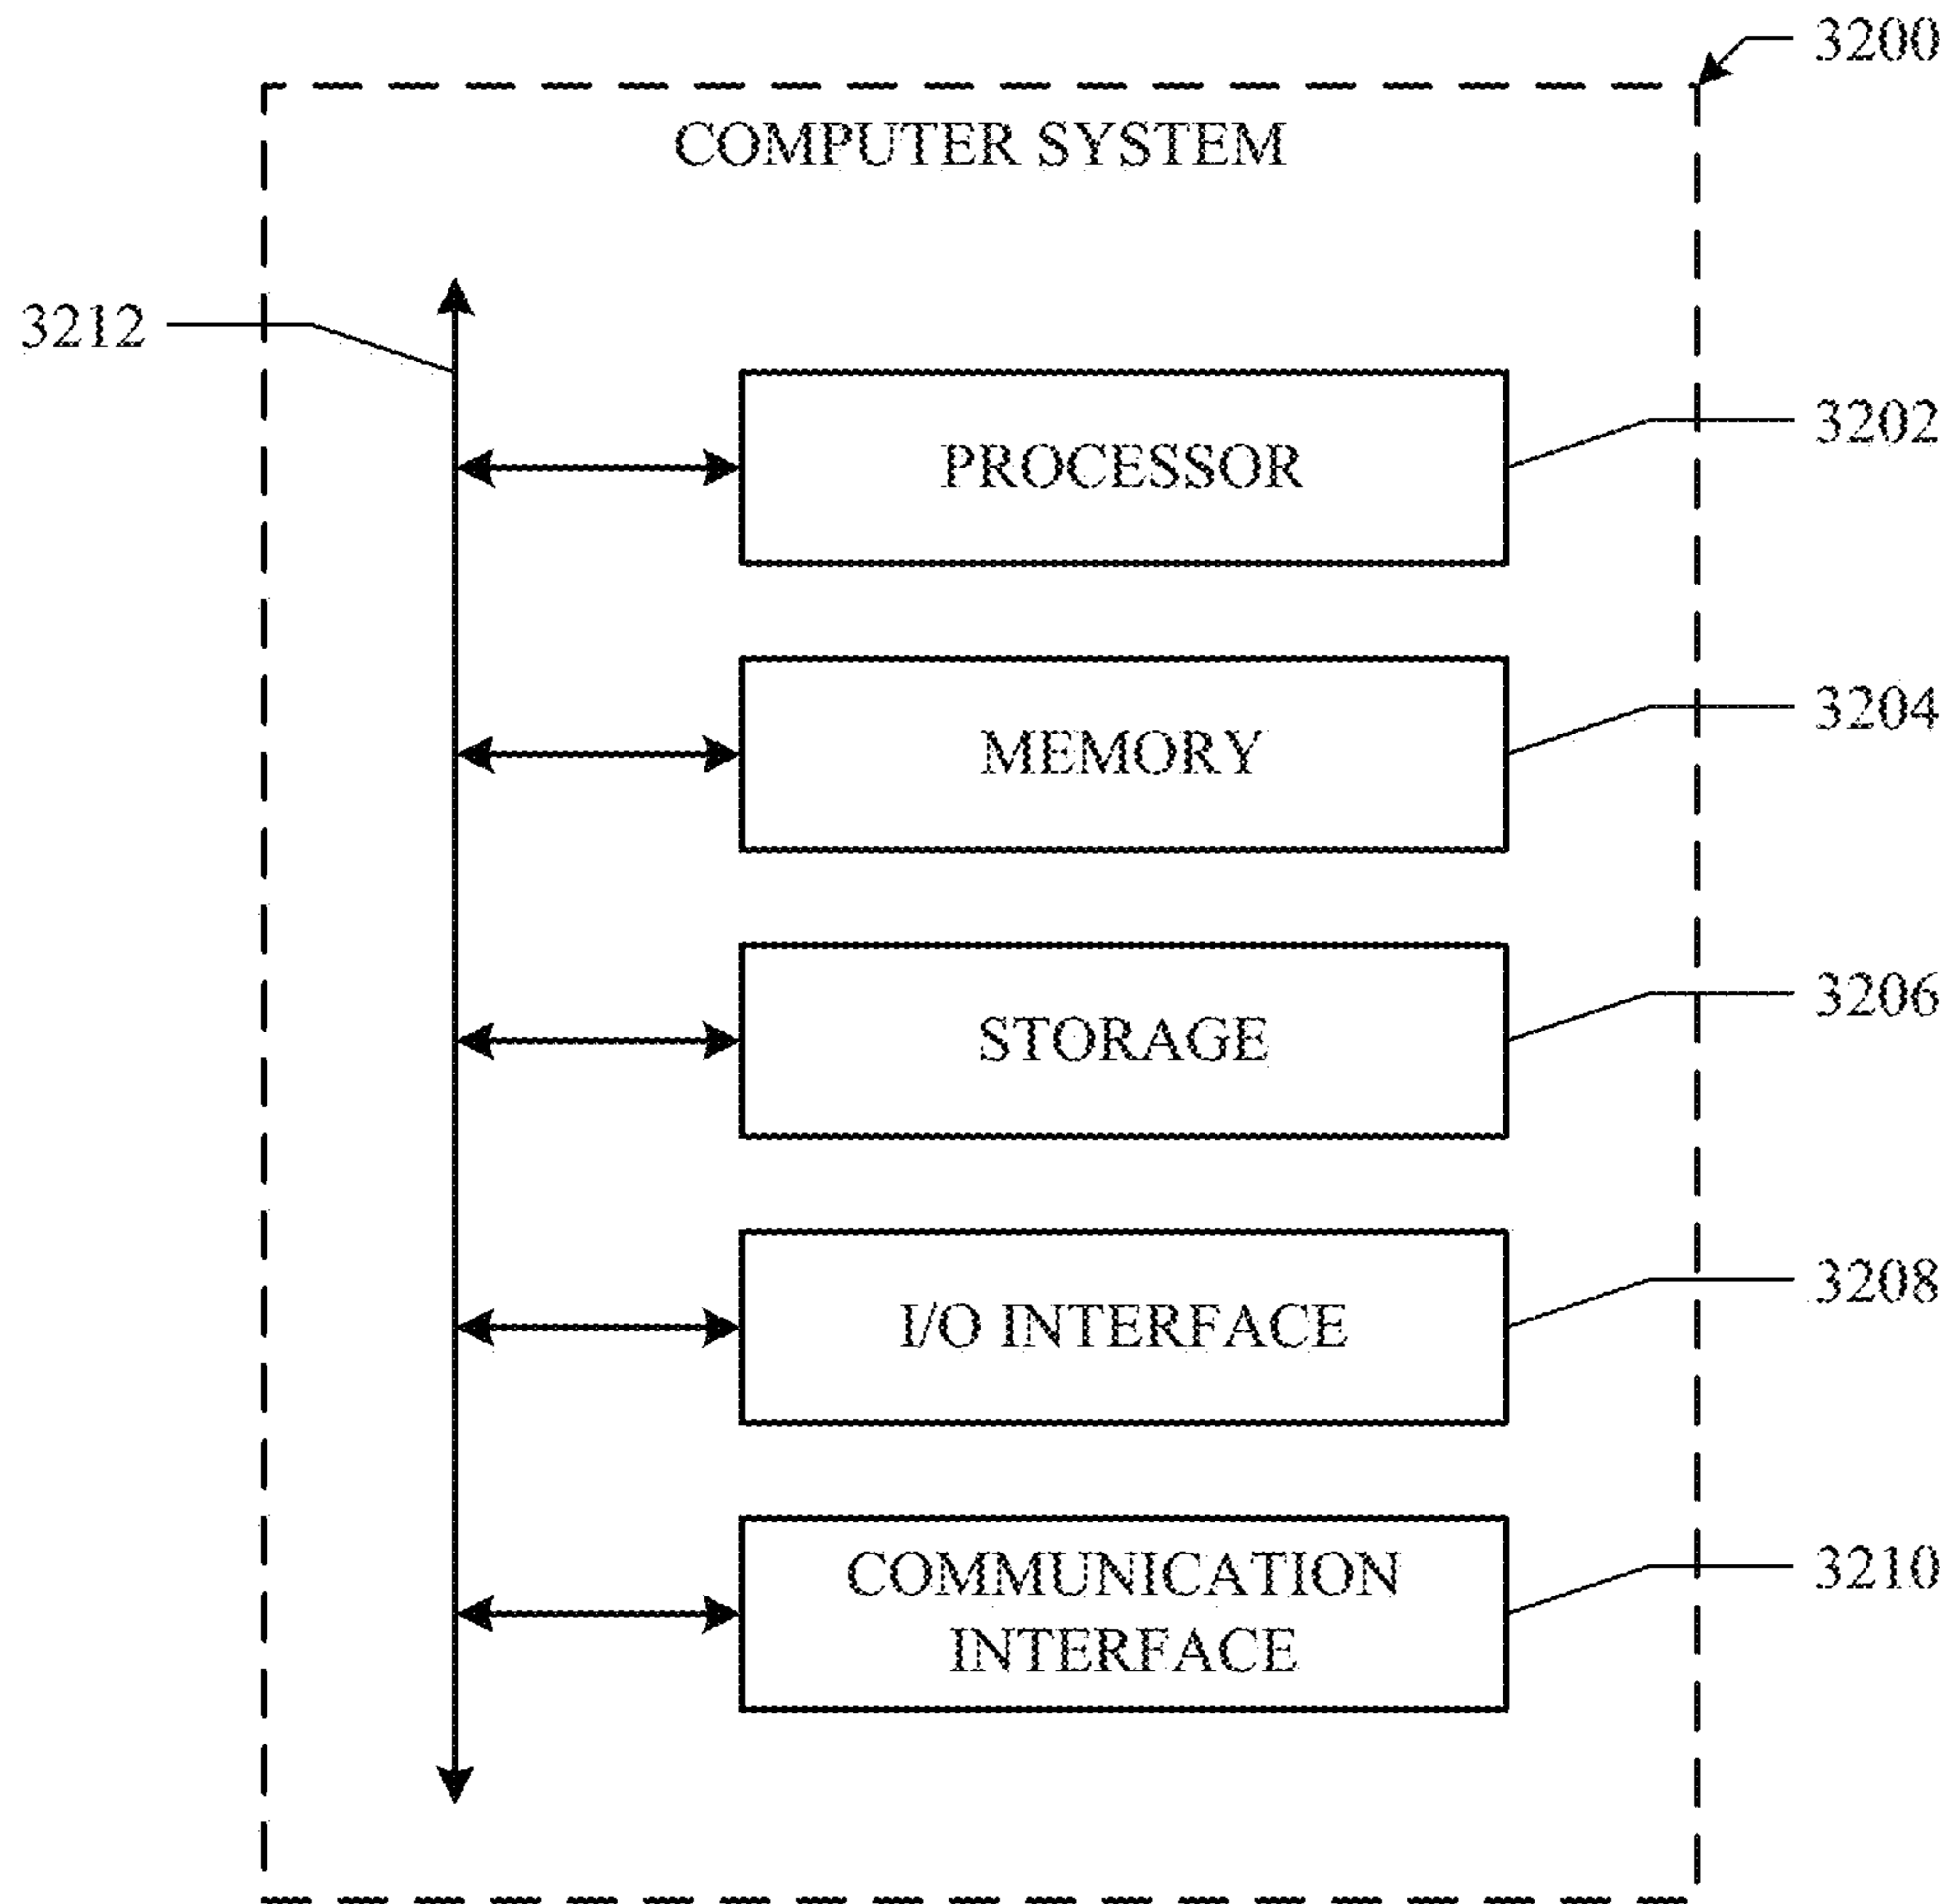 3200
COMPUTER SYSTEM
3212
PROCESSOR
3202
MEMORY
3204
STORAGE
3206
I/O INTERFACE
3208
COMMUNICATION
INTERFACE
3210